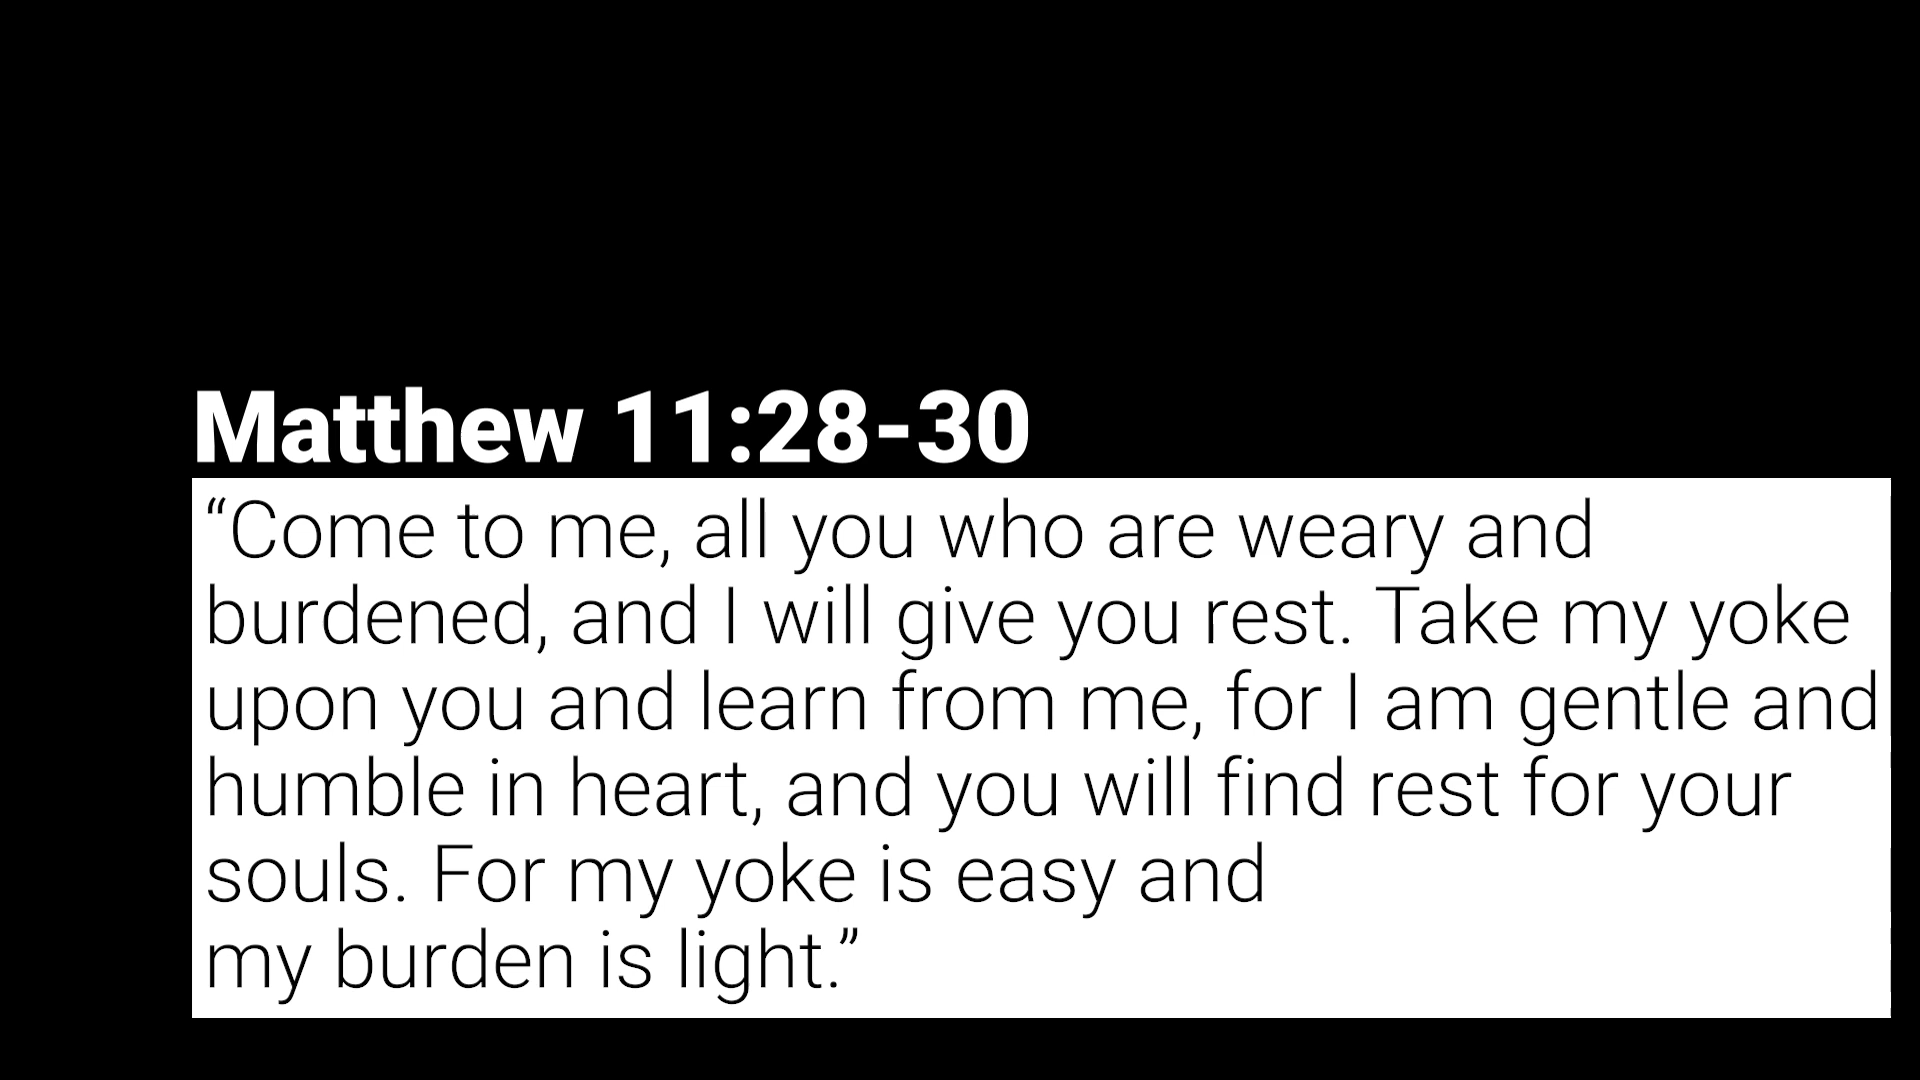 Matthew 11:28-30
“Come to me, all you who are weary and
burdened, and I will give you rest. Take my yoke
upon you and learn from me, for I am gentle and
humble in heart, and you will find rest for your
souls. For my yoke is easy and
my burden is light.”